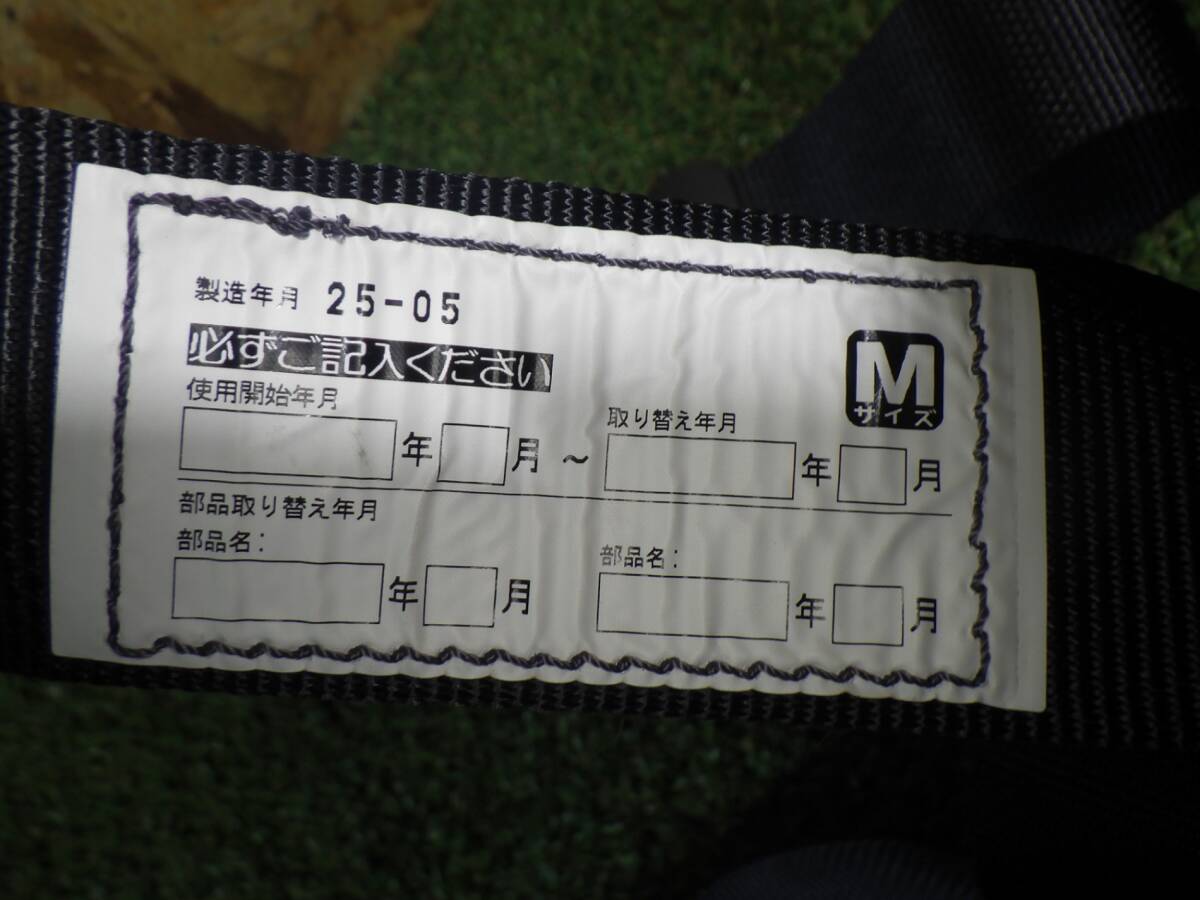 製造年月 25-05
必ずご記入ください
M
サイズ
使用開始年月
取り替え年月
年 月 ~ 年 月
部品取り替え年月
部品名:
部品名:
年 月
年 月